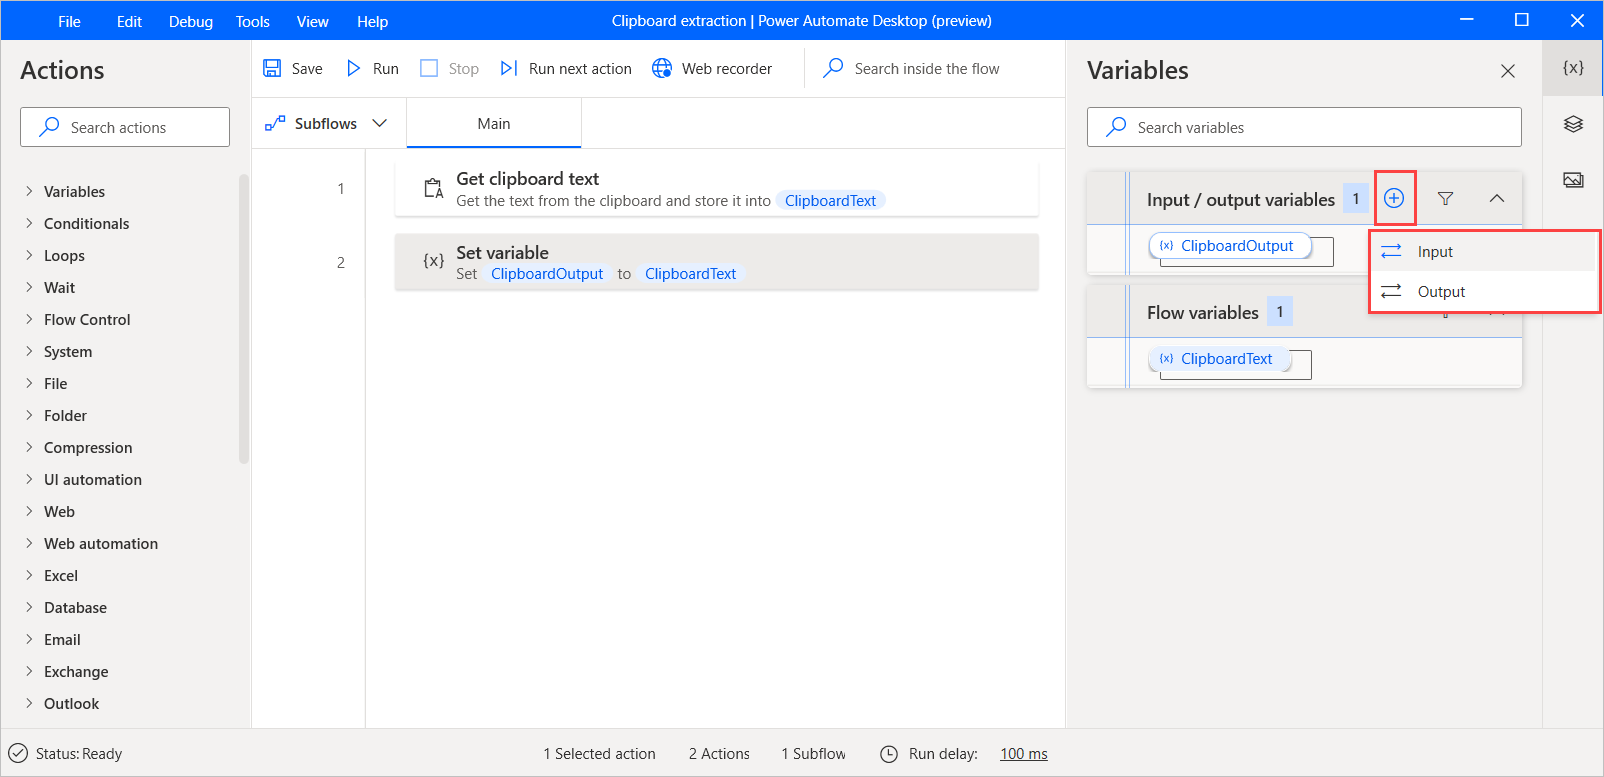 File Edit Debug Tools View Help Clipboard extraction | Power Automate Desktop (preview)
Actions
Search actions
Variables
Conditionals
Loops
Wait
Flow Control
System
File
Folder
Compression
UI automation
Web
Web automation
Excel
Database
Email
Exchange
Outlook
Save Run Stop Run next action Web recorder Search inside the flow
Subflows Main
1 Get clipboard text
Get the text from the clipboard and store it into ClipboardText
2 {x} Set variable
Set ClipboardOutput to ClipboardText
Variables
{x}
Search variables
Input / output variables 1
{x} ClipboardOutput
Input
Output
Flow variables 1
{x} ClipboardText
Status: Ready 1 Selected action 2 Actions 1 Subflow Run delay: 100 ms